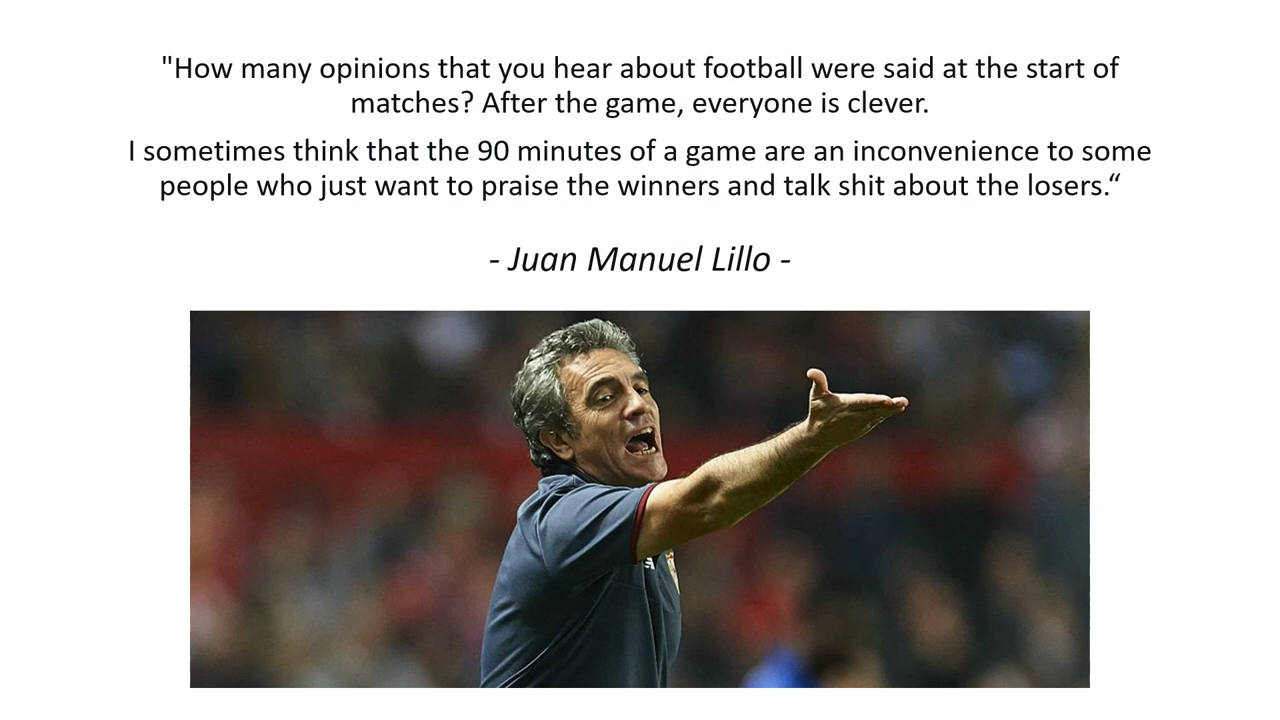 "How many opinions that you hear about football were said at the start of
matches? After the game, everyone is clever.
I sometimes think that the 90 minutes of a game are an inconvenience to some
people who just want to praise the winners and talk shit about the losers.“
- Juan Manuel Lillo -